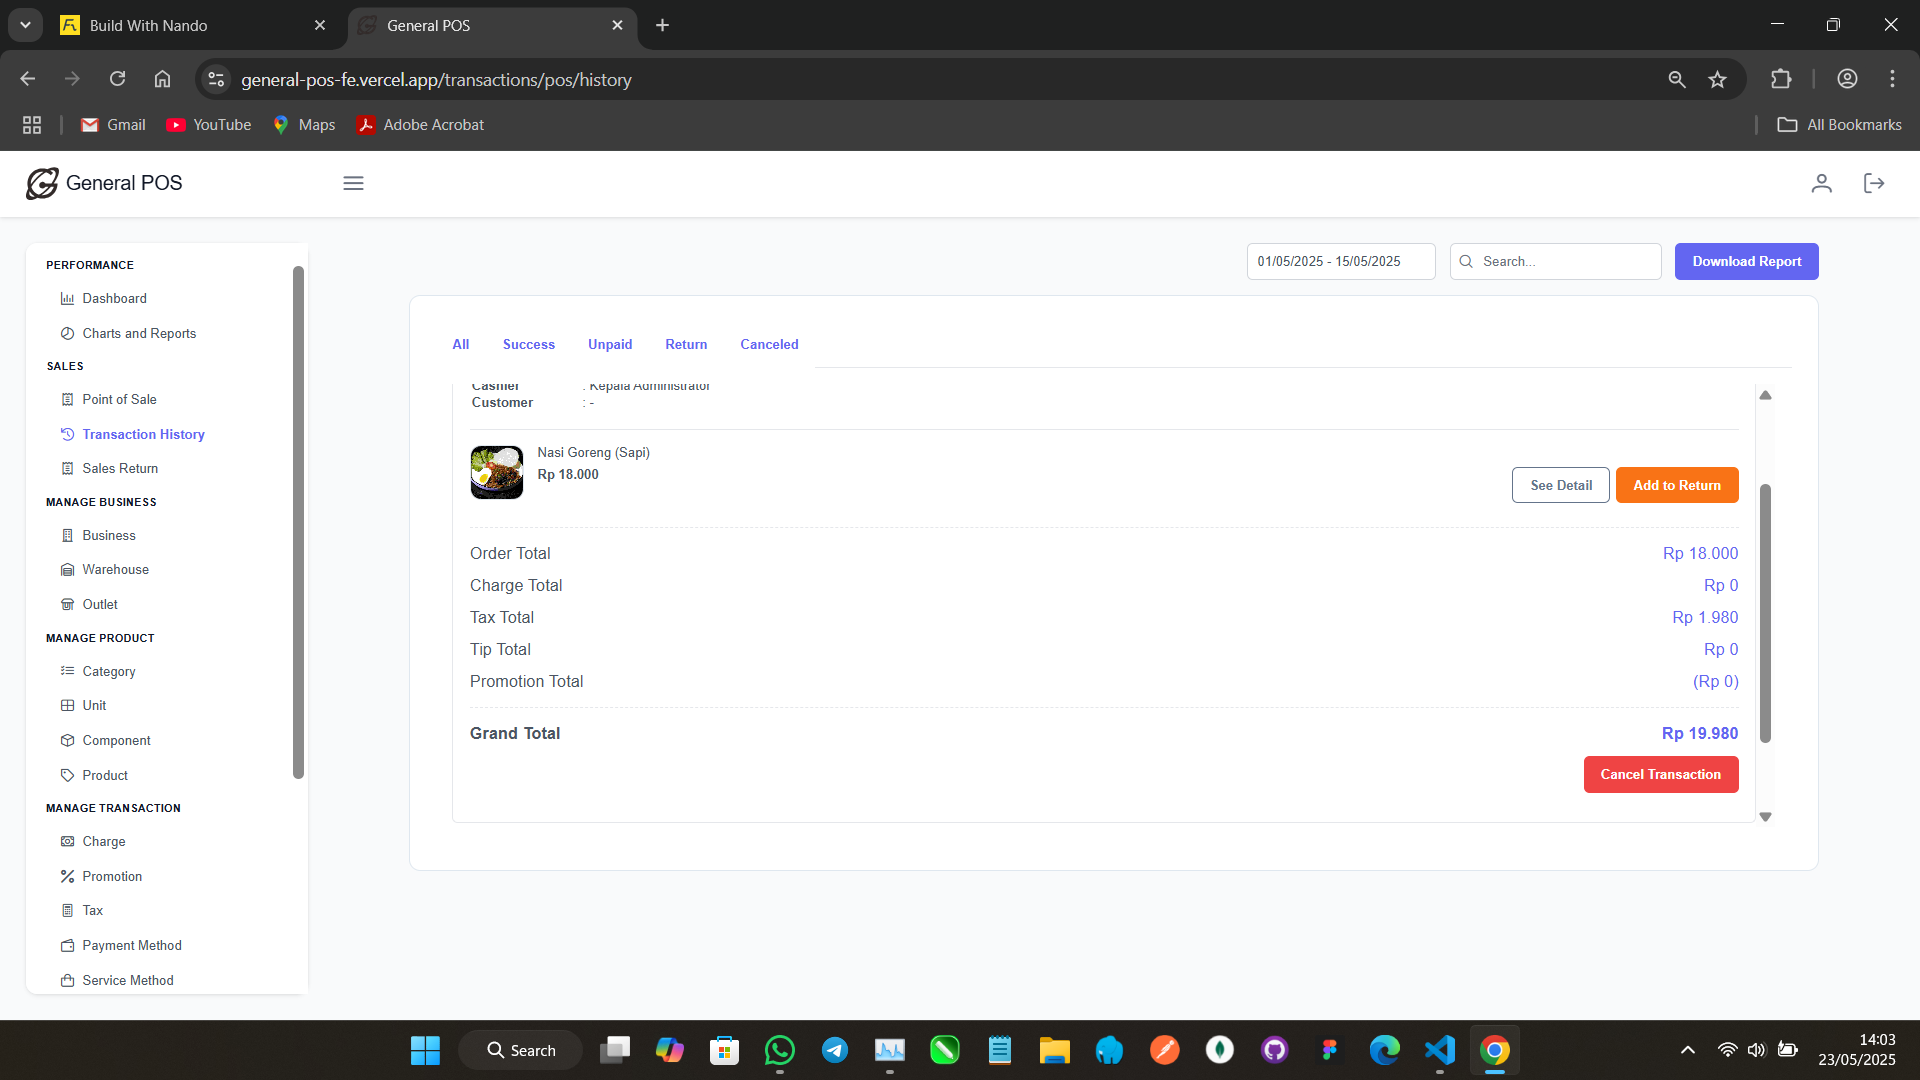 Build With Nando
General POS
general-pos-fe.vercel.app/transactions/pos/history
Gmail
YouTube
Maps
Adobe Acrobat
All Bookmarks
General POS
PERFORMANCE
Dashboard
Charts and Reports
SALES
Point of Sale
Transaction History
Sales Return
MANAGE BUSINESS
Business
Warehouse
Outlet
MANAGE PRODUCT
Category
Unit
Component
Product
MANAGE TRANSACTION
Charge
Promotion
Tax
Payment Method
Service Method
01/05/2025 - 15/05/2025
Search...
Download Report
All
Success
Unpaid
Return
Canceled
Cashier : Kepala Administrator
Customer : -
Nasi Goreng (Sapi)
Rp 18.000
See Detail
Add to Return
Order Total Rp 18.000
Charge Total Rp 0
Tax Total Rp 1.980
Tip Total Rp 0
Promotion Total (Rp 0)
Grand Total Rp 19.980
Cancel Transaction
Search
14:03
23/05/2025